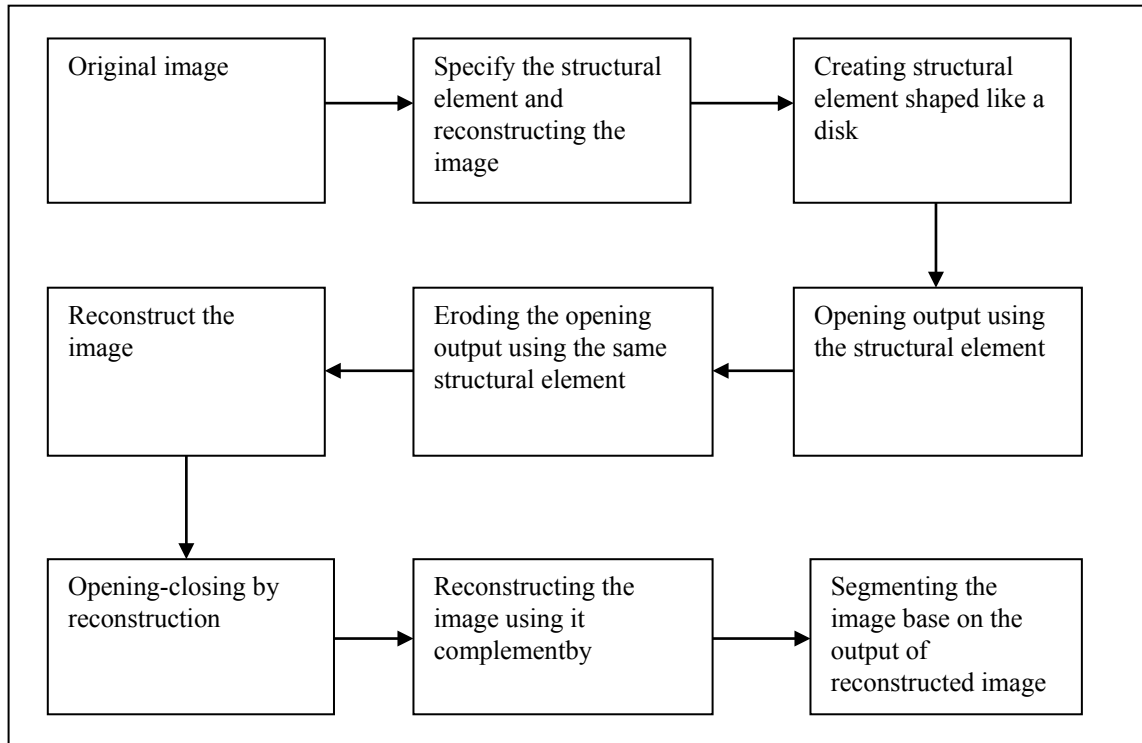 Original image
Specify the structural
element and
reconstructing the
image
Creating structural
element shaped like a
disk
Opening output using
the structural element
Eroding the opening
output using the same
structural element
Reconstruct the
image
Opening-closing by
reconstruction
Reconstructing the
image using it
complementby
Segmenting the
image base on the
output of
reconstructed image